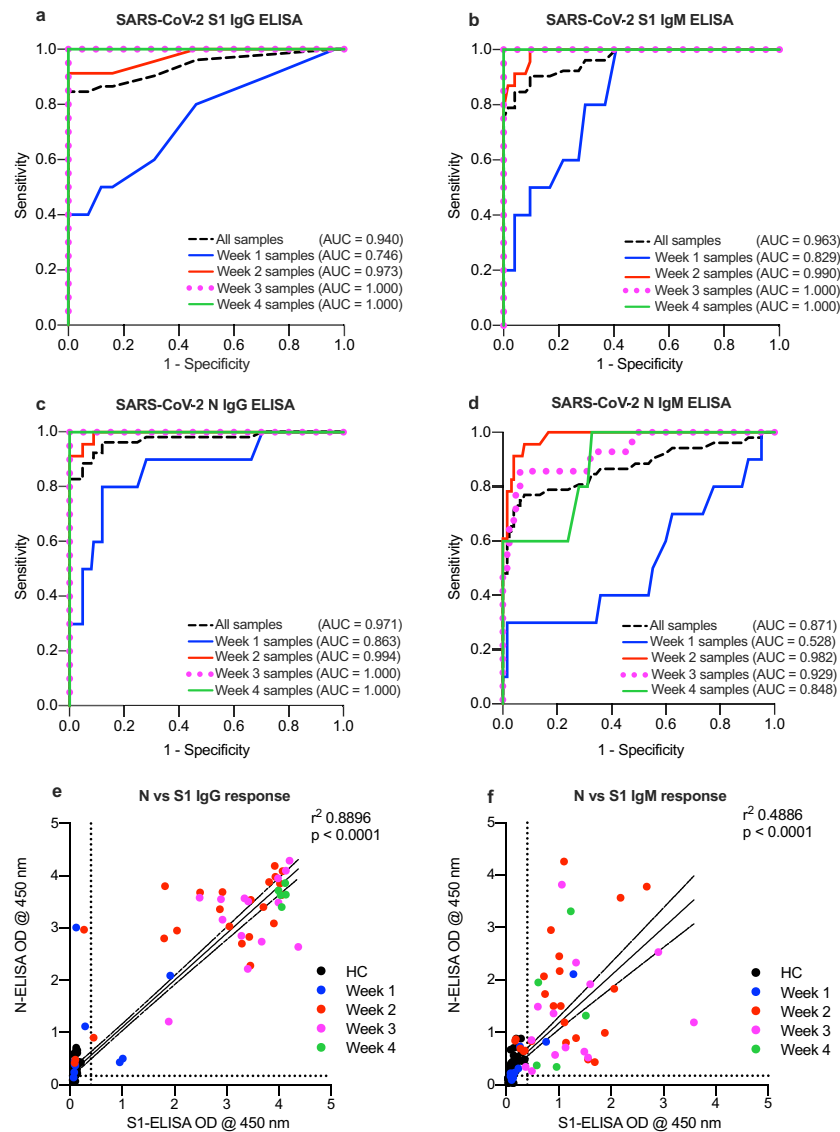 a
SARS-CoV-2 S1 IgG ELISA
1.0
0.8
0.6
0.4
0.2
0.0
Sensitivity
All samples (AUC = 0.940)
Week 1 samples (AUC = 0.746)
Week 2 samples (AUC = 0.973)
Week 3 samples (AUC = 1.000)
Week 4 samples (AUC = 1.000)
0.0 0.2 0.4 0.6 0.8 1.0
1 - Specificity
b
SARS-CoV-2 S1 IgM ELISA
1.0
0.8
0.6
0.4
0.2
0.0
Sensitivity
All samples (AUC = 0.963)
Week 1 samples (AUC = 0.829)
Week 2 samples (AUC = 0.990)
Week 3 samples (AUC = 1.000)
Week 4 samples (AUC = 1.000)
0.0 0.2 0.4 0.6 0.8 1.0
1 - Specificity
c
SARS-CoV-2 N IgG ELISA
1.0
0.8
0.6
0.4
0.2
0.0
Sensitivity
All samples (AUC = 0.971)
Week 1 samples (AUC = 0.863)
Week 2 samples (AUC = 0.994)
Week 3 samples (AUC = 1.000)
Week 4 samples (AUC = 1.000)
0.0 0.2 0.4 0.6 0.8 1.0
1 - Specificity
d
SARS-CoV-2 N IgM ELISA
1.0
0.8
0.6
0.4
0.2
0.0
Sensitivity
All samples (AUC = 0.871)
Week 1 samples (AUC = 0.528)
Week 2 samples (AUC = 0.982)
Week 3 samples (AUC = 0.929)
Week 4 samples (AUC = 0.848)
0.0 0.2 0.4 0.6 0.8 1.0
1 - Specificity
e
N vs S1 IgG response
r² 0.8896
p < 0.0001
5
4
3
2
1
0
N-ELISA OD @ 450 nm
HC
Week 1
Week 2
Week 3
Week 4
0 1 2 3 4 5
S1-ELISA OD @ 450 nm
f
N vs S1 IgM response
r² 0.4886
p < 0.0001
5
4
3
2
1
0
N-ELISA OD @ 450 nm
HC
Week 1
Week 2
Week 3
Week 4
0 1 2 3 4 5
S1-ELISA OD @ 450 nm